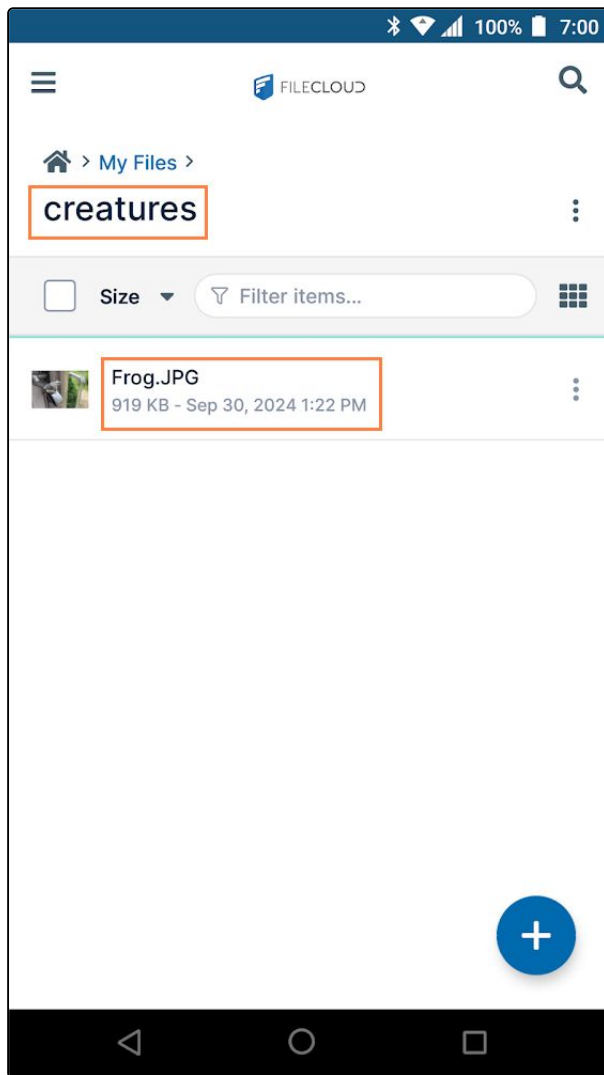 100% 7:00
FILECLOUD
> My Files >
creatures
Size Filter items...
Frog.JPG
919 KB - Sep 30, 2024 1:22 PM